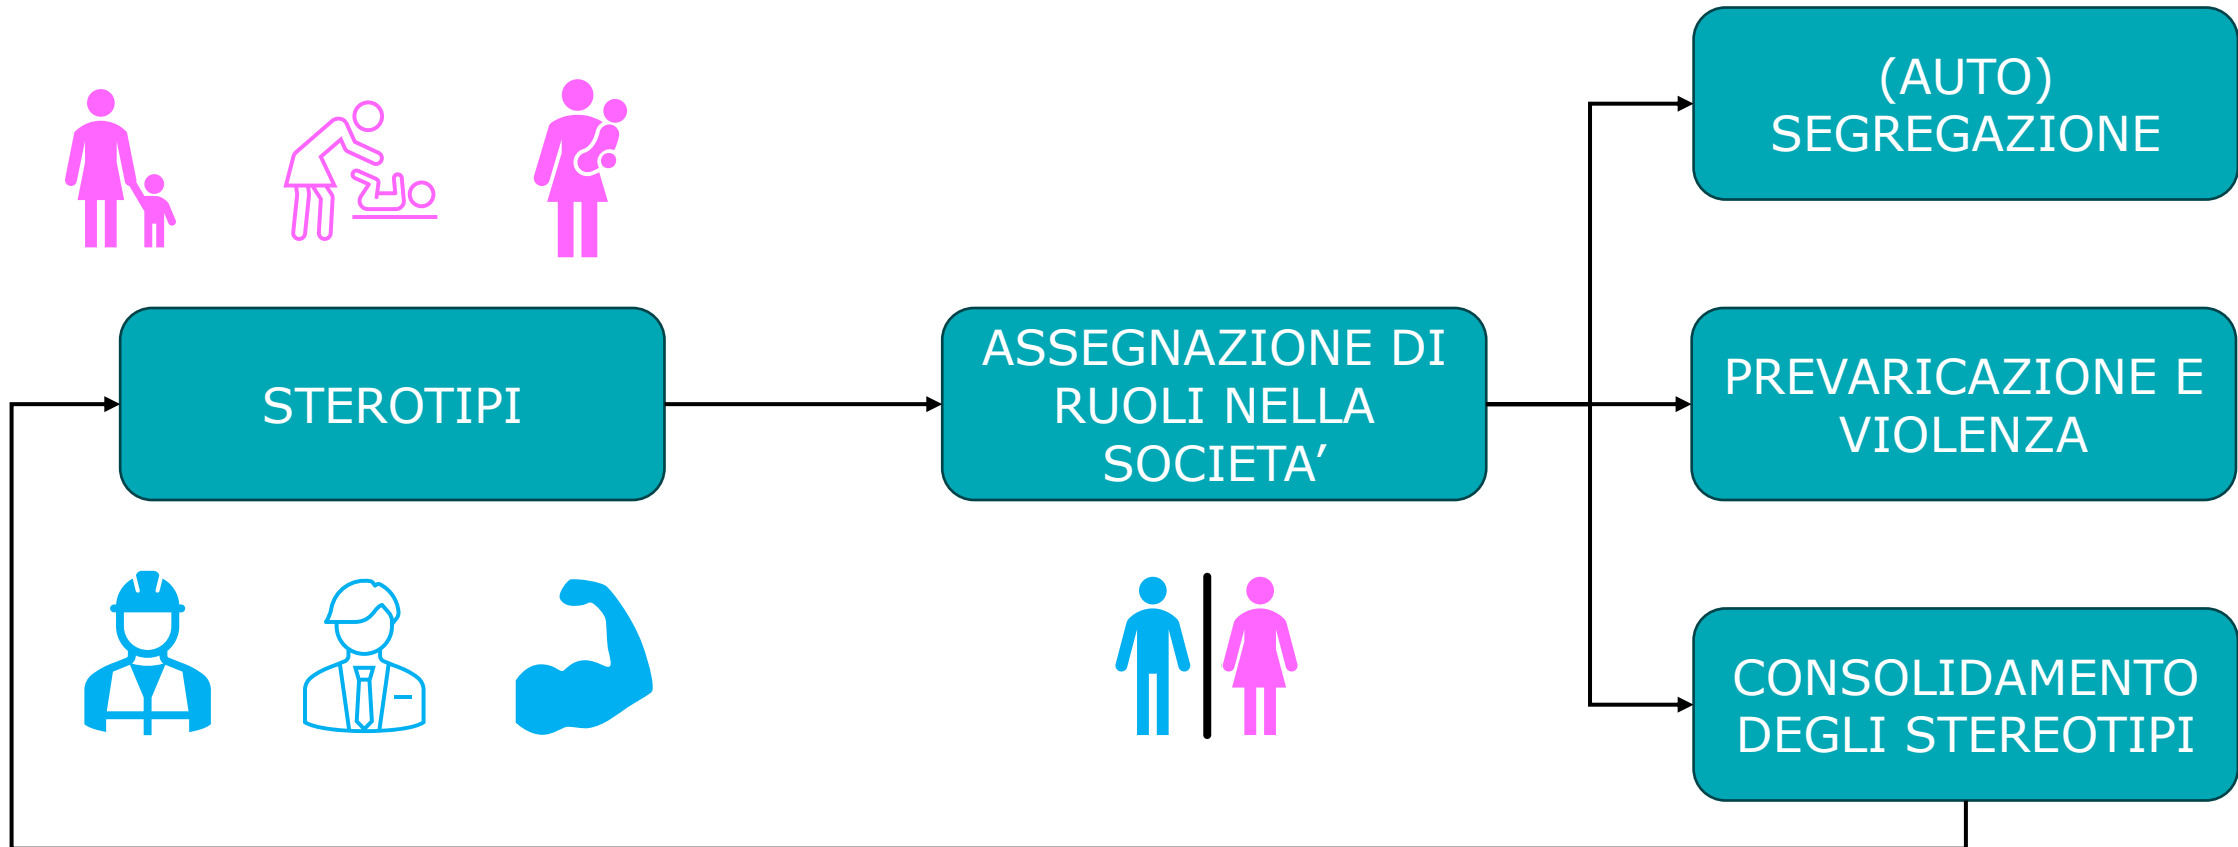 (AUTO)
SEGREGAZIONE
STEROTIPI
ASSEGNAZIONE DI
RUOLI NELLA
SOCIETA’
PREVARICAZIONE E
VIOLENZA
CONSOLIDAMENTO
DEGLI STEREOTIPI